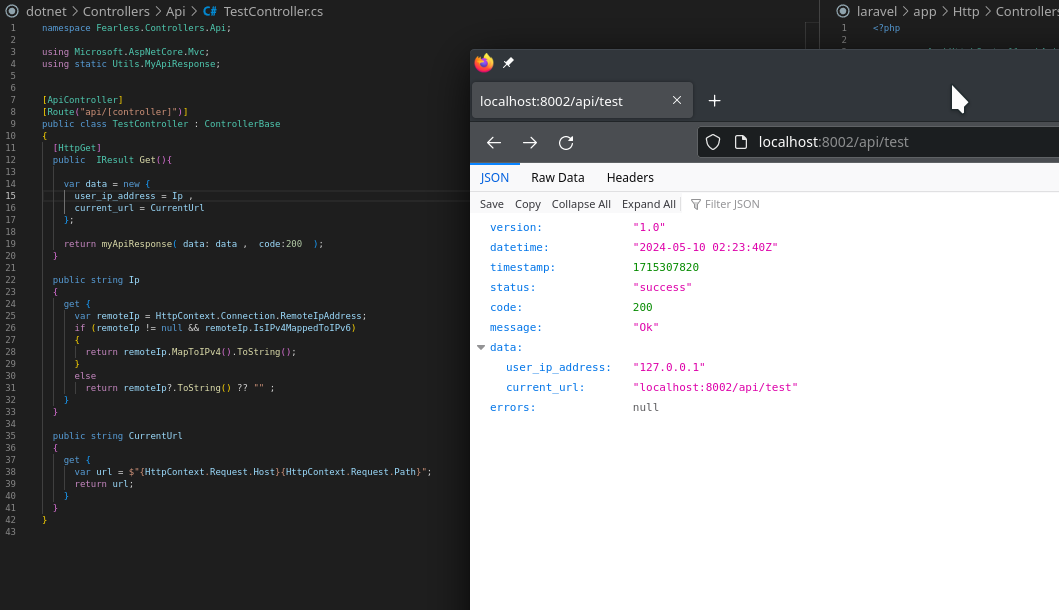 dotnet > Controllers > Api > C# TestController.cs
1 namespace Fearless.Controllers.Api;
2
3 using Microsoft.AspNetCore.Mvc;
4 using static Utils.MyApiResponse;
5
6
7 [ApiController]
8 [Route("api/[controller]")]
9 public class TestController : ControllerBase
10 {
11 [HttpGet]
12 public  IResult Get(){
13
14 var data = new {
15 user_ip_address = Ip ,
16 current_url = CurrentUrl
17 };
18
19 return myApiResponse( data: data ,  code:200  );
20 }
21
22 public string Ip
23 {
24 get {
25 var remoteIp = HttpContext.Connection.RemoteIpAddress;
26 if (remoteIp != null && remoteIp.IsIPv4MappedToIPv6)
27 {
28 return remoteIp.MapToIPv4().ToString();
29 }
30 else
31 return remoteIp?.ToString() ?? "" ;
32 }
33 }
34
35 public string CurrentUrl
36 {
37 get {
38 var url = $"{HttpContext.Request.Host}{HttpContext.Request.Path}";
39 return url;
40 }
41 }
42 }
43
laravel > app > Http > Controllers
1 <?php
2
localhost:8002/api/test
localhost:8002/api/test
JSON Raw Data Headers
Save Copy Collapse All Expand All Filter JSON
version: "1.0"
datetime: "2024-05-10 02:23:40Z"
timestamp: 1715307820
status: "success"
code: 200
message: "Ok"
data:
user_ip_address: "127.0.0.1"
current_url: "localhost:8002/api/test"
errors: null